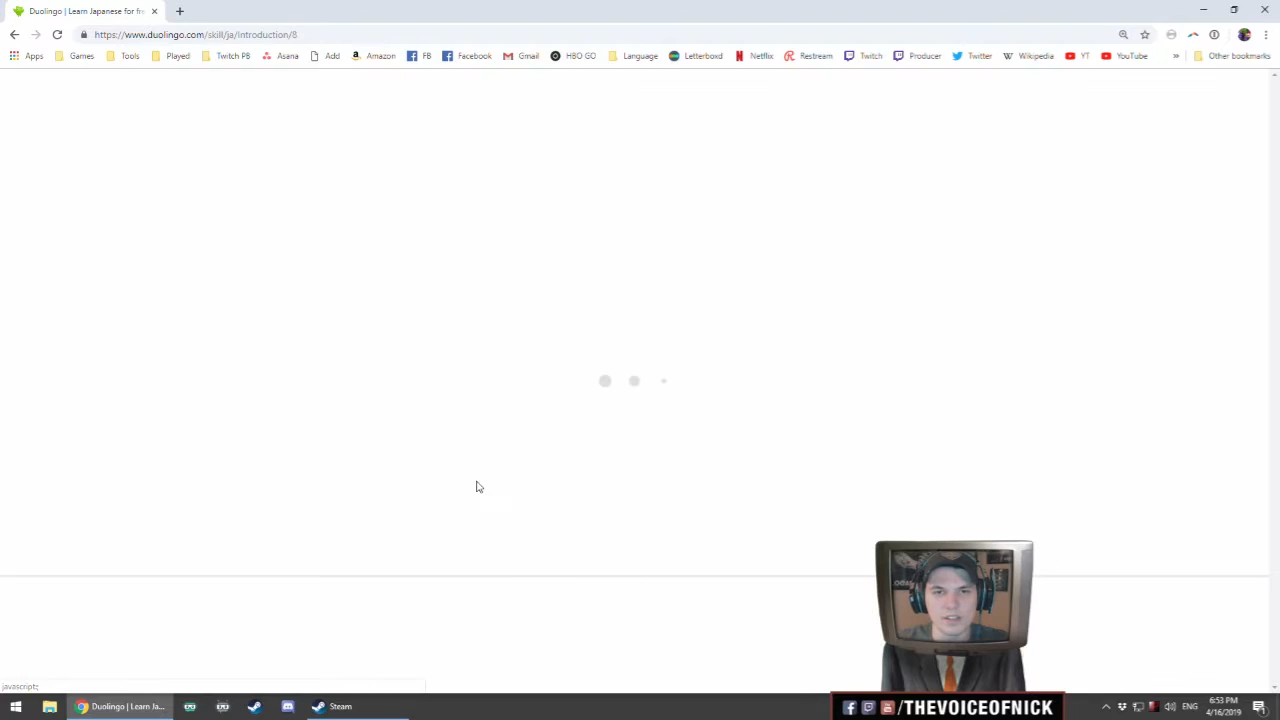 Duolingo | Learn Japanese for fre
https://www.duolingo.com/skill/ja/Introduction/8
Apps Games Tools Played Twitch PB Asana Add Amazon FB Facebook Gmail HBO GO Language Letterboxd Netflix Restream Twitch Producer Twitter Wikipedia YT YouTube » Other bookmarks
javascript:;
Duolingo | Learn Ja... Steam ENG
6:53 PM
4/16/2019
/THEVOICEOFNICK